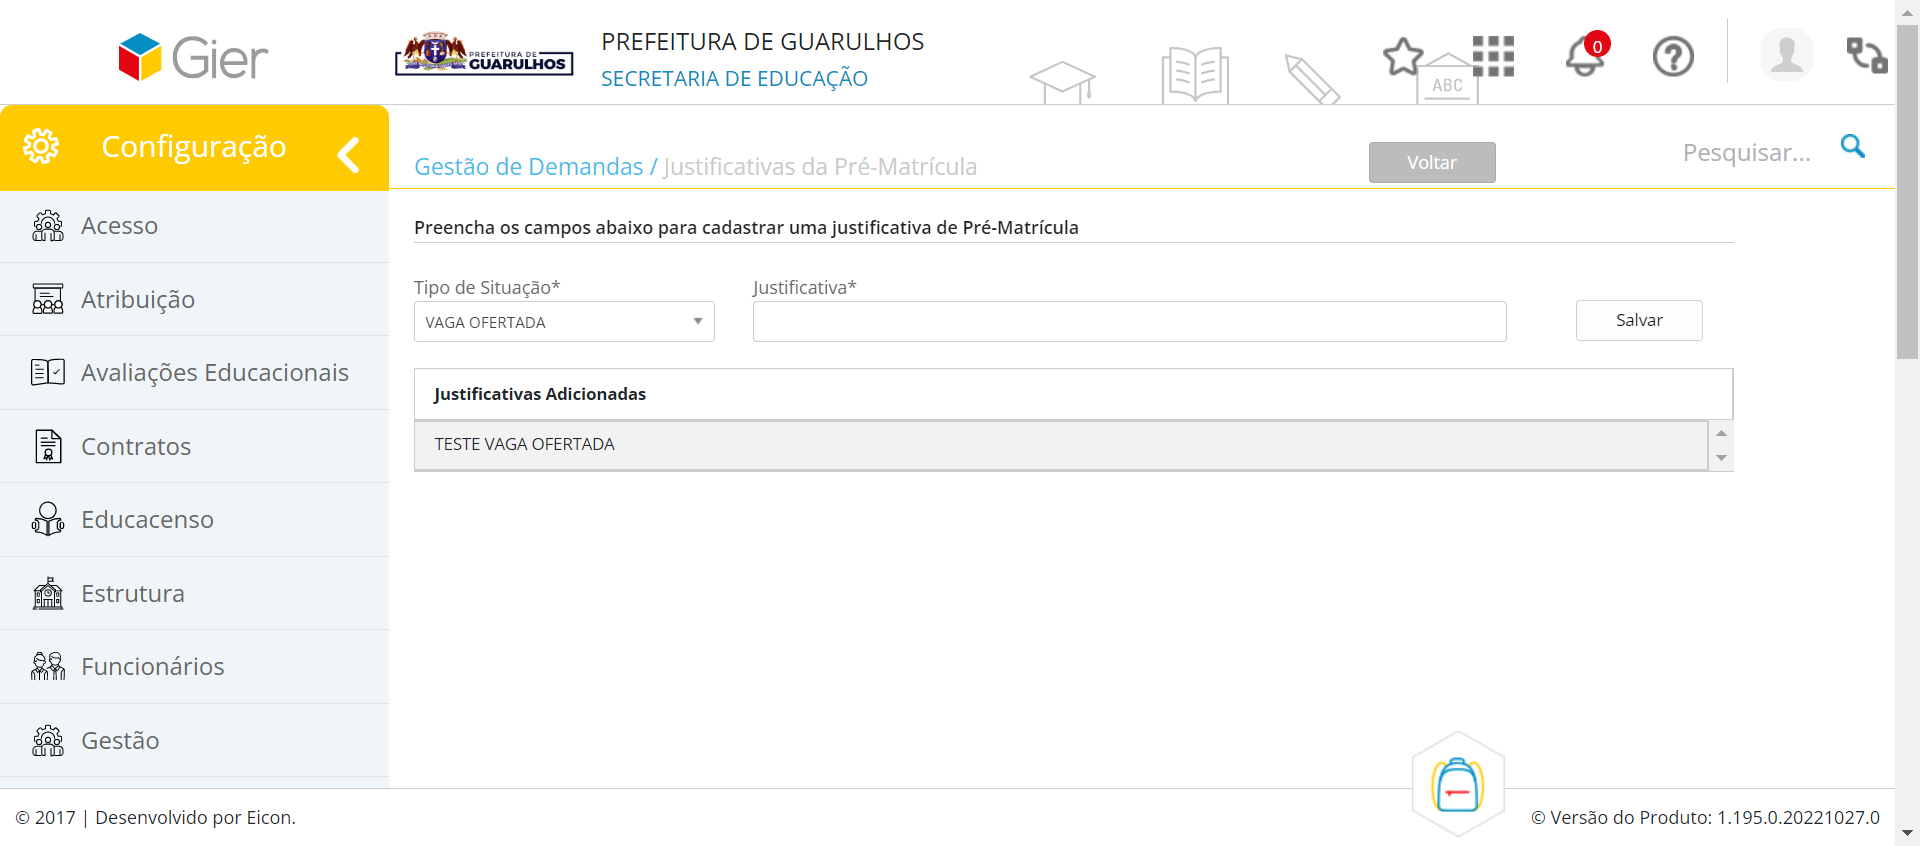 Gier
PREFEITURA DE
GUARULHOS
PREFEITURA DE GUARULHOS
SECRETARIA DE EDUCAÇÃO
ABC
0
Configuração
Gestão de Demandas / Justificativas da Pré-Matrícula
Voltar
Pesquisar...
Acesso
Atribuição
Avaliações Educacionais
Contratos
Educacenso
Estrutura
Funcionários
Gestão
Preencha os campos abaixo para cadastrar uma justificativa de Pré-Matrícula
Tipo de Situação*
Justificativa*
VAGA OFERTADA
Salvar
Justificativas Adicionadas
TESTE VAGA OFERTADA
© 2017 | Desenvolvido por Eicon.
© Versão do Produto: 1.195.0.20221027.0